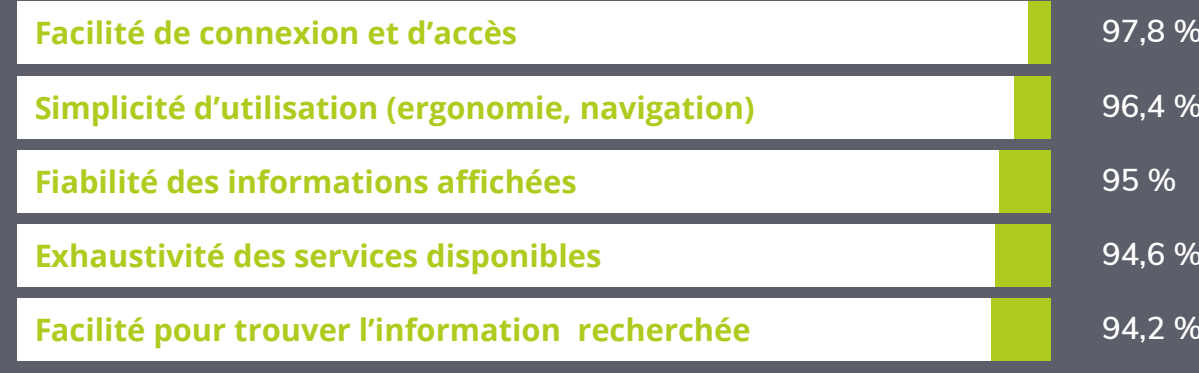 Facilité de connexion et d’accès 97,8 %
Simplicité d’utilisation (ergonomie, navigation) 96,4 %
Fiabilité des informations affichées 95 %
Exhaustivité des services disponibles 94,6 %
Facilité pour trouver l’information  recherchée 94,2 %